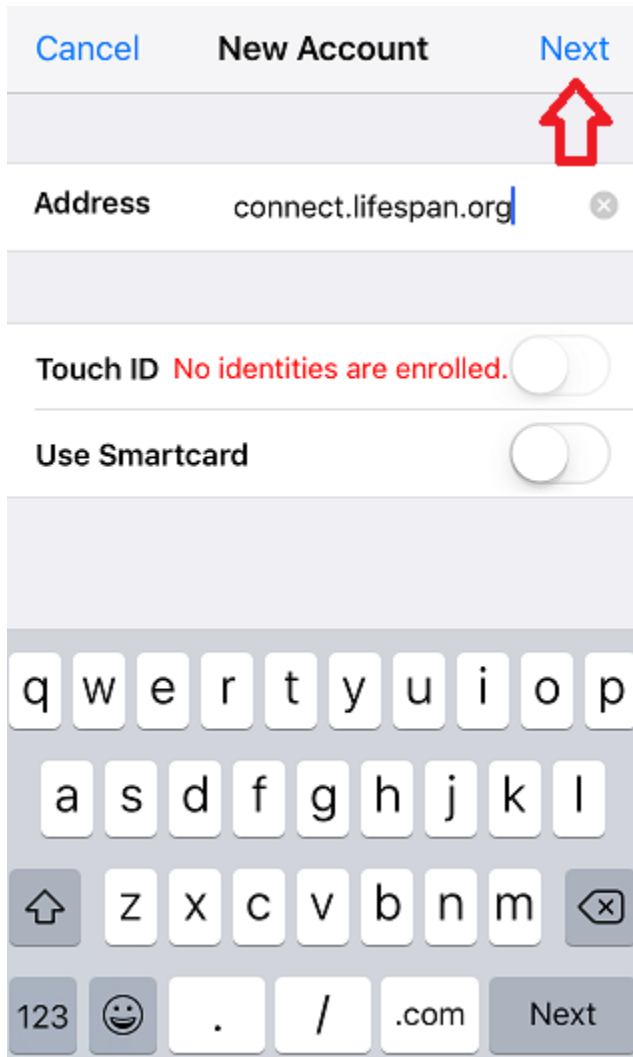 Cancel New Account Next
Address connect.lifespan.org
Touch ID No identities are enrolled.
Use Smartcard
q w e r t y u i o p
a s d f g h j k l
z x c v b n m
123 . / .com Next